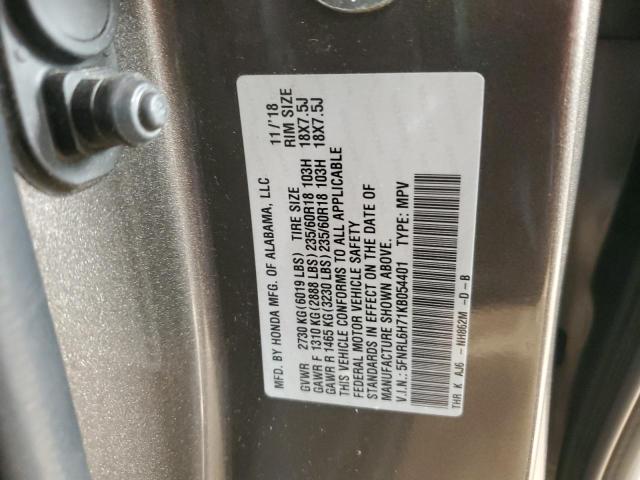 MFD. BY HONDA MFG. OF ALABAMA, LLC 11/'18
GVWR 2730 KG(6019 LBS) TIRE SIZE RIM SIZE
GAWR F 1310 KG(2888 LBS)235/60R18 103H 18X7.5J
GAWR R 1465 KG(3230 LBS)235/60R18 103H 18X7.5J
THIS VEHICLE CONFORMS TO ALL APPLICABLE
FEDERAL MOTOR VEHICLE SAFETY
STANDARDS IN EFFECT ON THE DATE OF
MANUFACTURE SHOWN ABOVE.
V.I.N.: 5FNRL6H71KB054401 TYPE: MPV
THR K AJ6 - NH862M -D-B